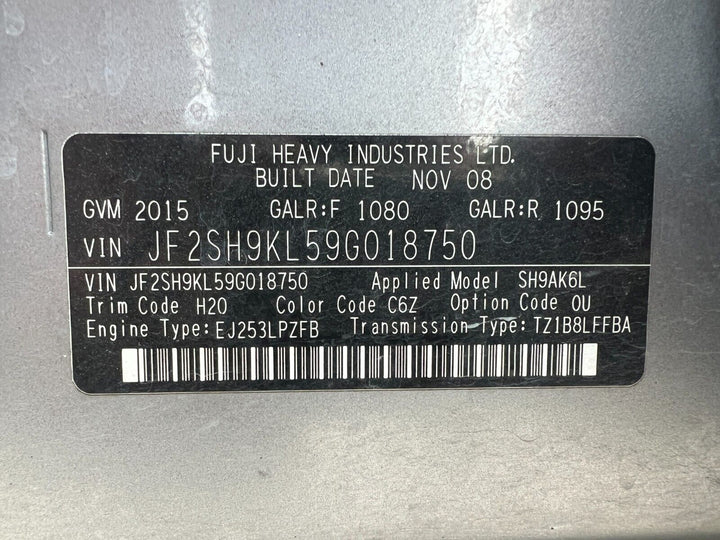 FUJI HEAVY INDUSTRIES LTD.
BUILT DATE NOV 08
GVM 2015 GALR:F 1080 GALR:R 1095
VIN JF2SH9KL59G018750
VIN JF2SH9KL59G018750 Applied Model SH9AK6L
Trim Code H20 Color Code C6Z Option Code OU
Engine Type:EJ253LPZFB Transmission Type:TZ1B8LFFBA